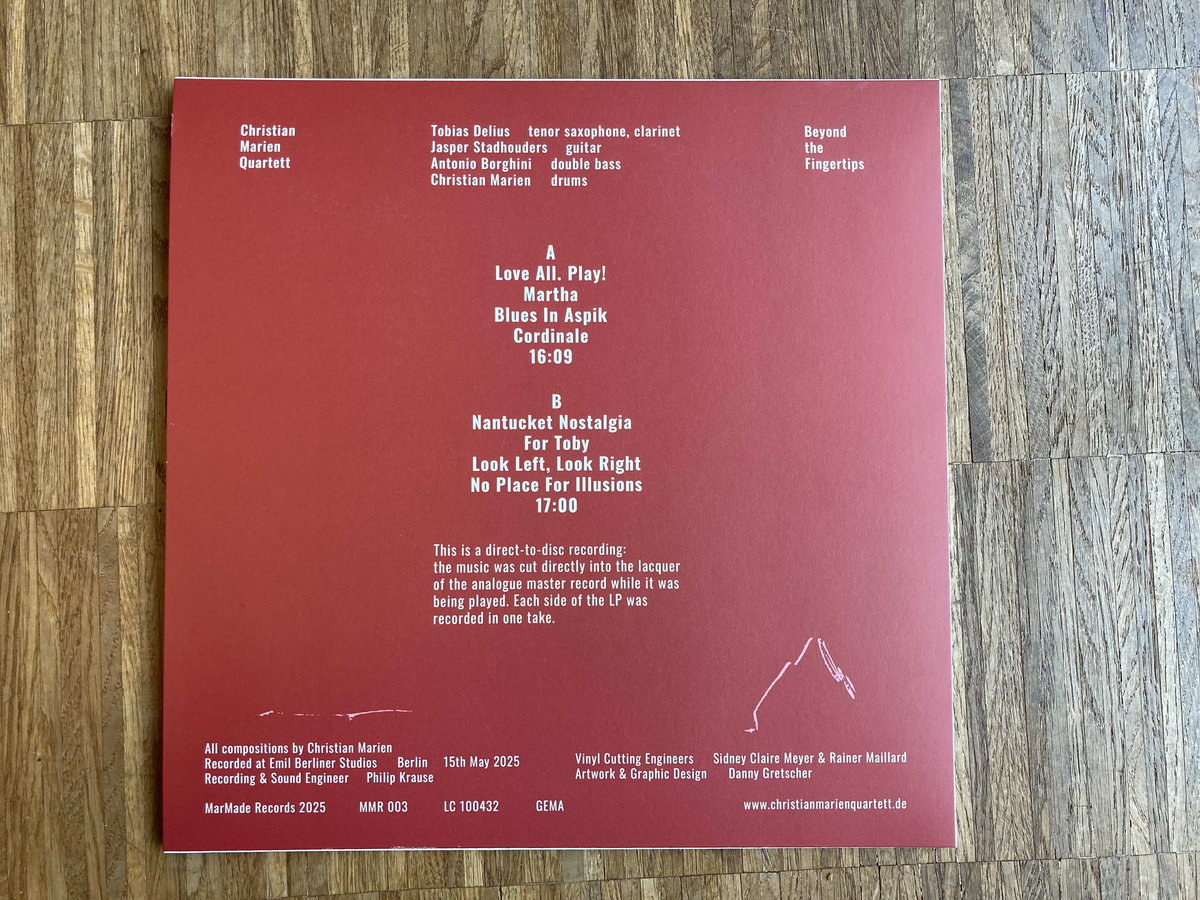 Christian
Marien
Quartett
Tobias Delius tenor saxophone, clarinet
Jasper Stadhouders guitar
Antonio Borghini double bass
Christian Marien drums
Beyond
the
Fingertips
A
Love All. Play!
Martha
Blues In Aspik
Cordinale
16:09
B
Nantucket Nostalgia
For Toby
Look Left, Look Right
No Place For Illusions
17:00
This is a direct-to-disc recording:
the music was cut directly into the lacquer
of the analogue master record while it was
being played. Each side of the LP was
recorded in one take.
All compositions by Christian Marien
Recorded at Emil Berliner Studios Berlin 15th May 2025
Recording & Sound Engineer Philip Krause
Vinyl Cutting Engineers Sidney Claire Meyer & Rainer Maillard
Artwork & Graphic Design Danny Gretscher
MarMade Records 2025 MMR 003 LC 100432 GEMA
www.christianmarienquartett.de